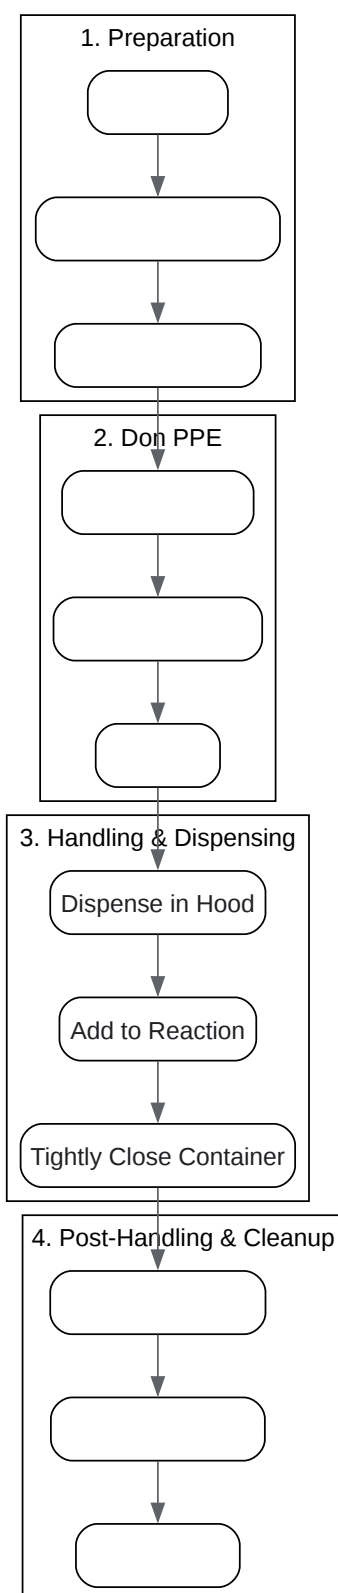 1. Preparation
2. Don PPE
3. Handling & Dispensing
Dispense in Hood
Add to Reaction
Tightly Close Container
4. Post-Handling & Cleanup